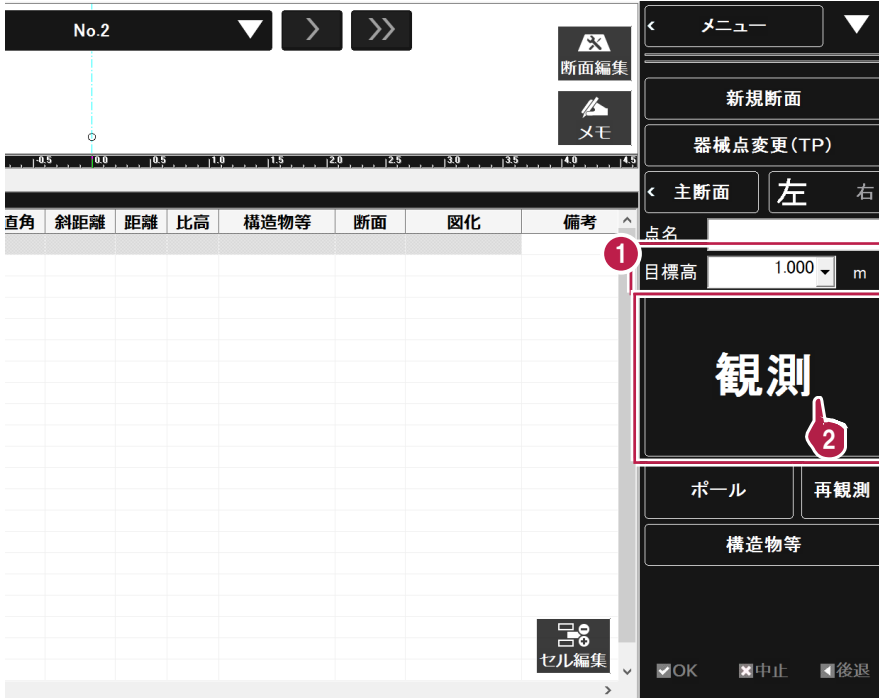 No.2
断面編集
メモ
-0.5 0.0 0.5 1.0 1.5 2.0 2.5 3.0 3.5 4.0 4.5
直角 斜距離 距離 比高 構造物等 断面 図化 備考
セル編集
メニュー
新規断面
器械点変更(TP)
主断面 左 右
点名
1
目標高 1.000 m
観測
2
ポール 再観測
構造物等
OK 中止 後退